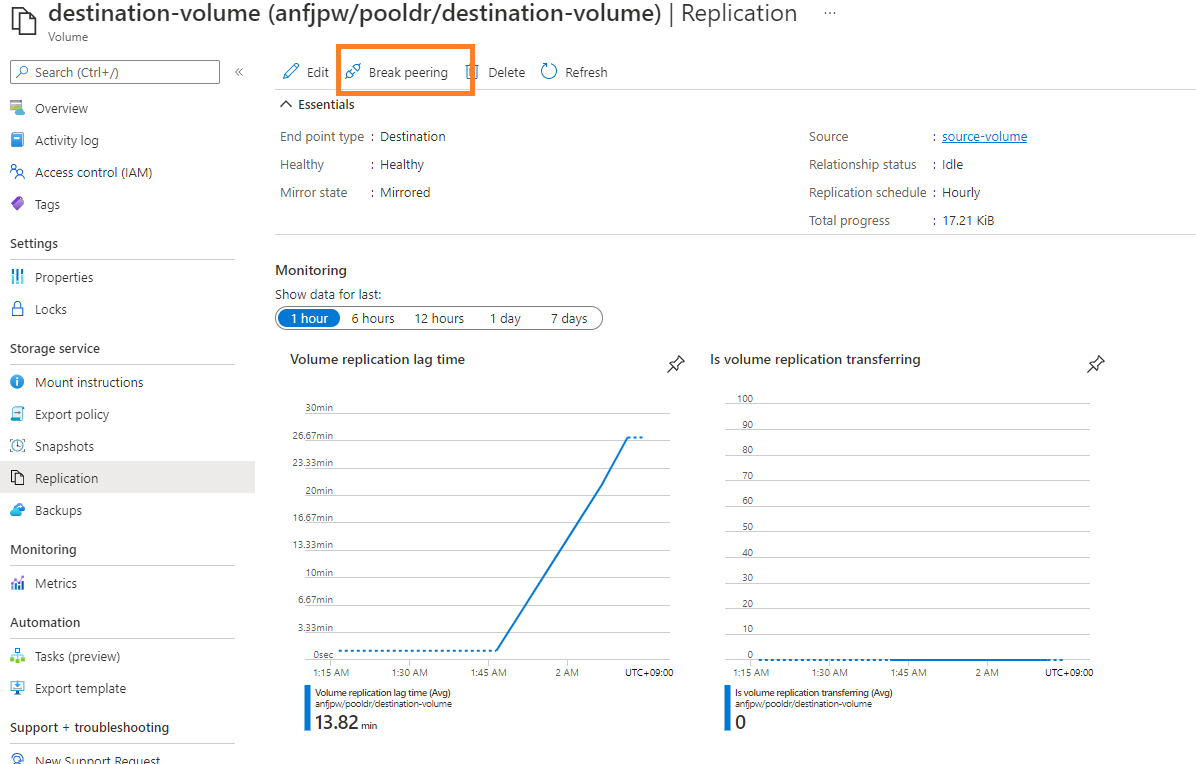 destination-volume (anfjpw/pooldr/destination-volume) | Replication ...
Volume
Search (Ctrl+/)
«
Overview
Activity log
Access control (IAM)
Tags
Settings
Properties
Locks
Storage service
Mount instructions
Export policy
Snapshots
Replication
Backups
Monitoring
Metrics
Automation
Tasks (preview)
Export template
Support + troubleshooting
New Support Request
Edit Break peering Delete Refresh
Essentials
End point type : Destination
Healthy : Healthy
Mirror state : Mirrored
Source : source-volume
Relationship status : Idle
Replication schedule : Hourly
Total progress : 17.21 KiB
Monitoring
Show data for last:
1 hour 6 hours 12 hours 1 day 7 days
Volume replication lag time
30min
26.67min
23.33min
20min
16.67min
13.33min
10min
6.67min
3.33min
0sec
1:15 AM 1:30 AM 1:45 AM 2 AM UTC+09:00
Volume replication lag time (Avg)
anfjpw/pooldr/destination-volume
13.82 min
Is volume replication transferring
100
90
80
70
60
50
40
30
20
10
0
1:15 AM 1:30 AM 1:45 AM 2 AM UTC+09:00
Is volume replication transferring (Avg)
anfjpw/pooldr/destination-volume
0